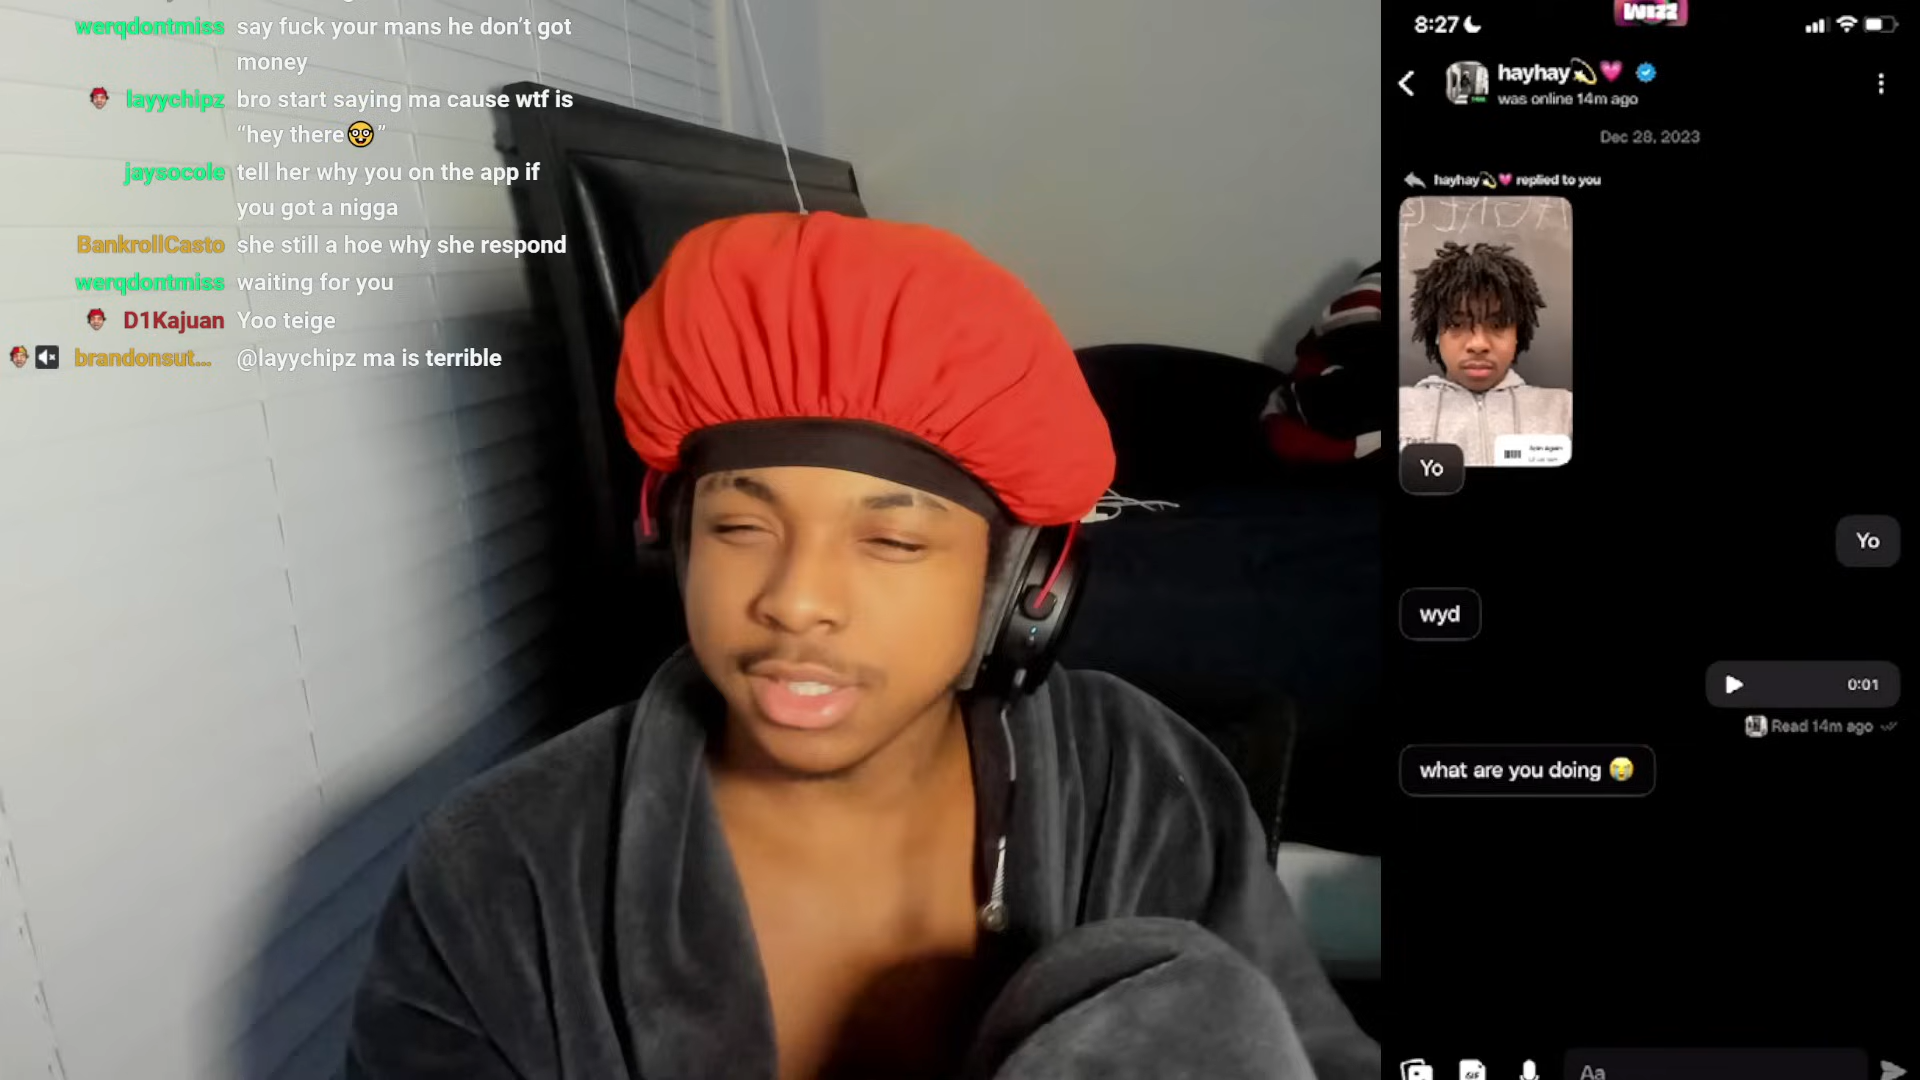 werqdontmiss say fuck your mans he don't got
money
layychipz bro start saying ma cause wtf is
“hey there🤓”
jaysocole tell her why you on the app if
you got a nigga
BankrollCasto she still a hoe why she respond
werqdontmiss waiting for you
D1Kajuan Yoo teige
brandonsut... @layychipz ma is terrible
WIZZ
8:27
hayhay💫💗
was online 14m ago
Dec 28, 2023
hayhay💫💗 replied to you
Yo
Yo
wyd
0:01
Read 14m ago
what are you doing 😭
GIF
Aa